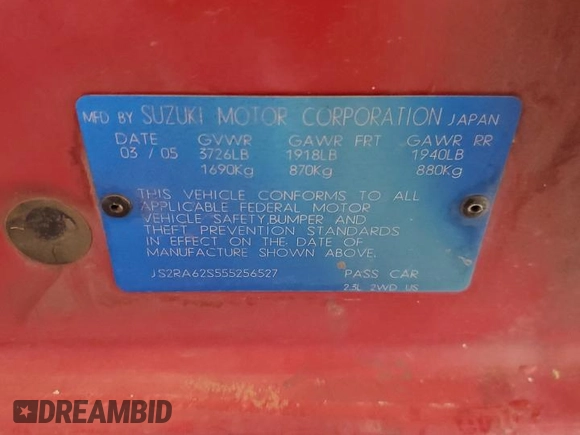 MFD BY SUZUKI MOTOR CORPORATION JAPAN
DATE GVWR GAWR FRT GAWR RR
03 / 05 3726LB 1918LB 1940LB
1690Kg 870Kg 880Kg
THIS VEHICLE CONFORMS TO ALL
APPLICABLE FEDERAL MOTOR
VEHICLE SAFETY,BUMPER AND
THEFT PREVENTION STANDARDS
IN EFFECT ON THE DATE OF
MANUFACTURE SHOWN ABOVE.
JS2RA62S555256527 PASS CAR
2.3L 2WD US
DREAMBID